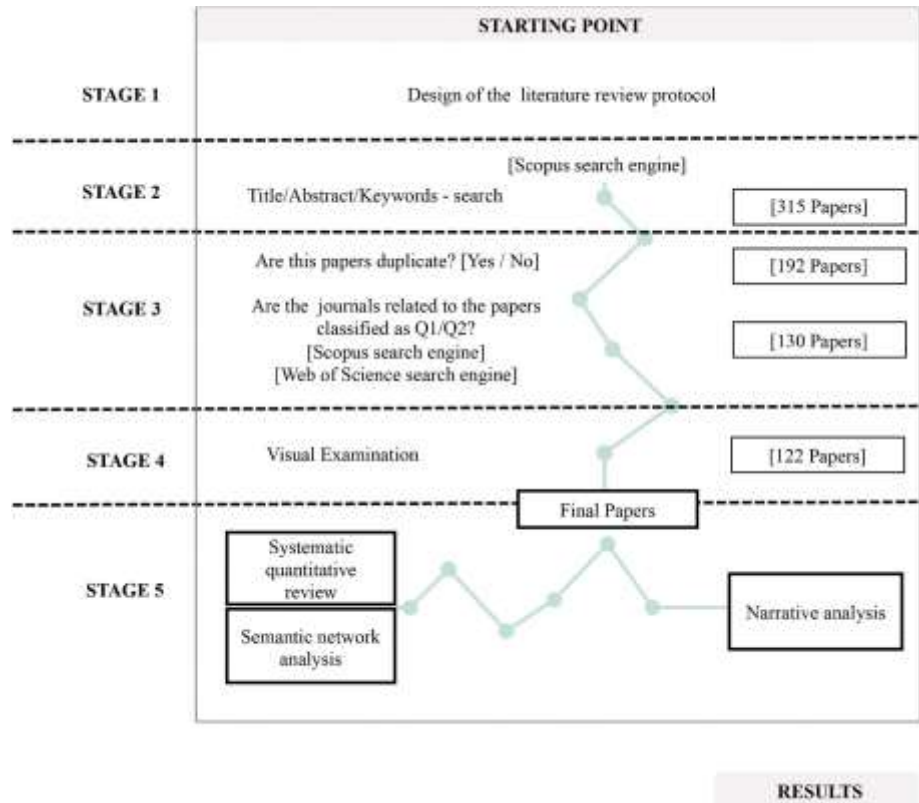 STARTING POINT
STAGE 1
Design of the literature review protocol
[Scopus search engine]
STAGE 2
Title/Abstract/Keywords - search
[315 Papers]
Are this papers duplicate? [Yes / No]
[192 Papers]
STAGE 3
Are the journals related to the papers
classified as Q1/Q2?
[Scopus search engine]
[Web of Science search engine]
[130 Papers]
STAGE 4
Visual Examination
[122 Papers]
Final Papers
STAGE 5
Systematic
quantitative
review
Semantic network
analysis
Narrative analysis
RESULTS